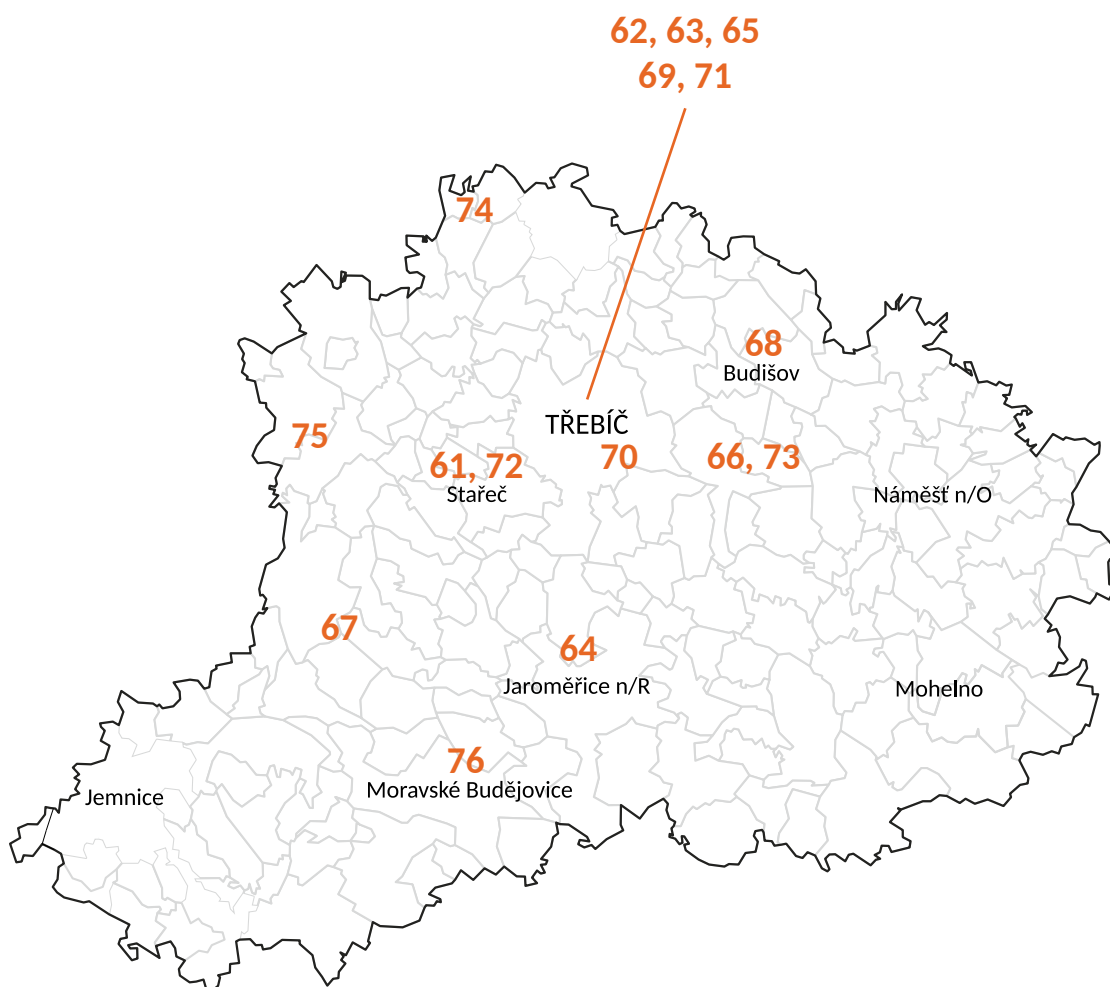 62, 63, 65
69, 71
74
68
Budišov
TŘEBÍČ
75
61, 72
Stařeč
70
66, 73
Náměšť n/O
67
64
Jaroměřice n/R
Mohelno
76
Moravské Budějovice
Jemnice